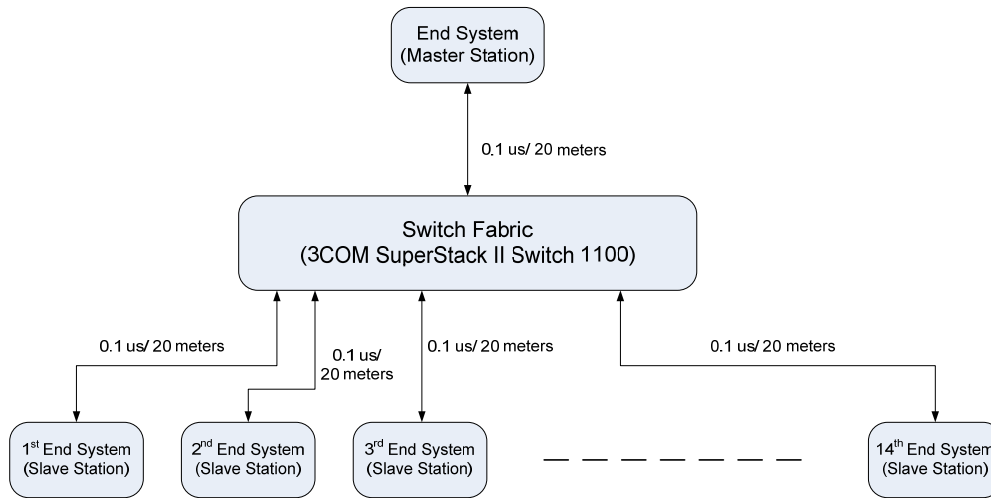 End System
(Master Station)
0.1 us/ 20 meters
Switch Fabric
(3COM SuperStack II Switch 1100)
0.1 us/ 20 meters
0.1 us/
20 meters
0.1 us/ 20 meters
0.1 us/ 20 meters
1st End System
(Slave Station)
2nd End System
(Slave Station)
3rd End System
(Slave Station)
14th End System
(Slave Station)